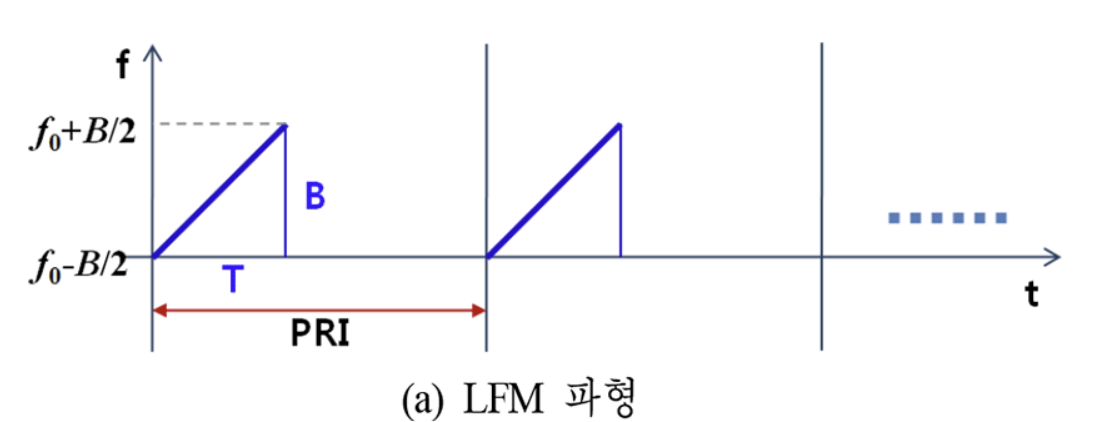 f
f₀+B/2
B
f₀-B/2
T
t
PRI
(a) LFM 파형